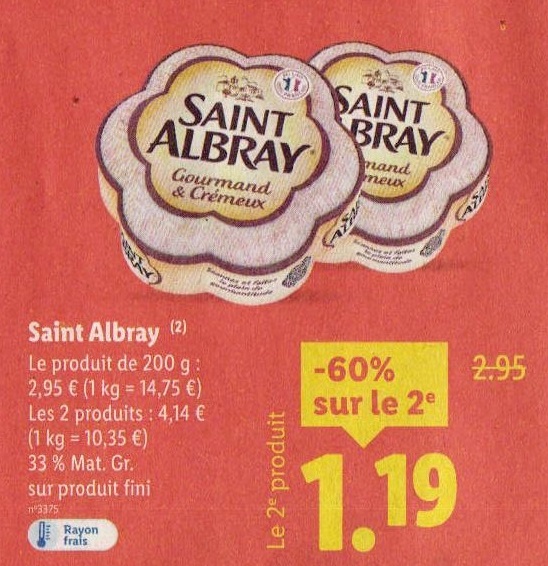 SAINT
ALBRAY
Gourmand
& Crémeux
SAINT
BRAY
mand
meux
Saint Albray (2)
Le produit de 200 g :
2,95 € (1 kg = 14,75 €)
Les 2 produits : 4,14 €
(1 kg = 10,35 €)
33 % Mat. Gr.
sur produit fini
n°3375
Rayon
frais
-60%
sur le 2e
2.95
Le 2e produit
1.19